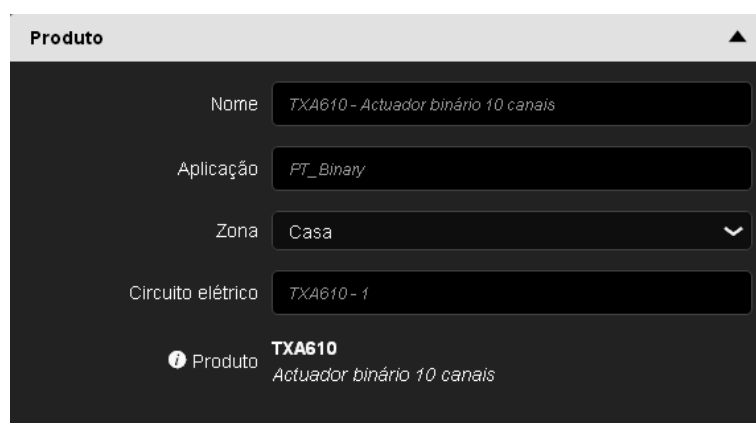 Produto
Nome TXA610 - Actuador binário 10 canais
Aplicação PT_Binary
Zona Casa
Circuito elétrico TXA610 - 1
Produto TXA610
Actuador binário 10 canais